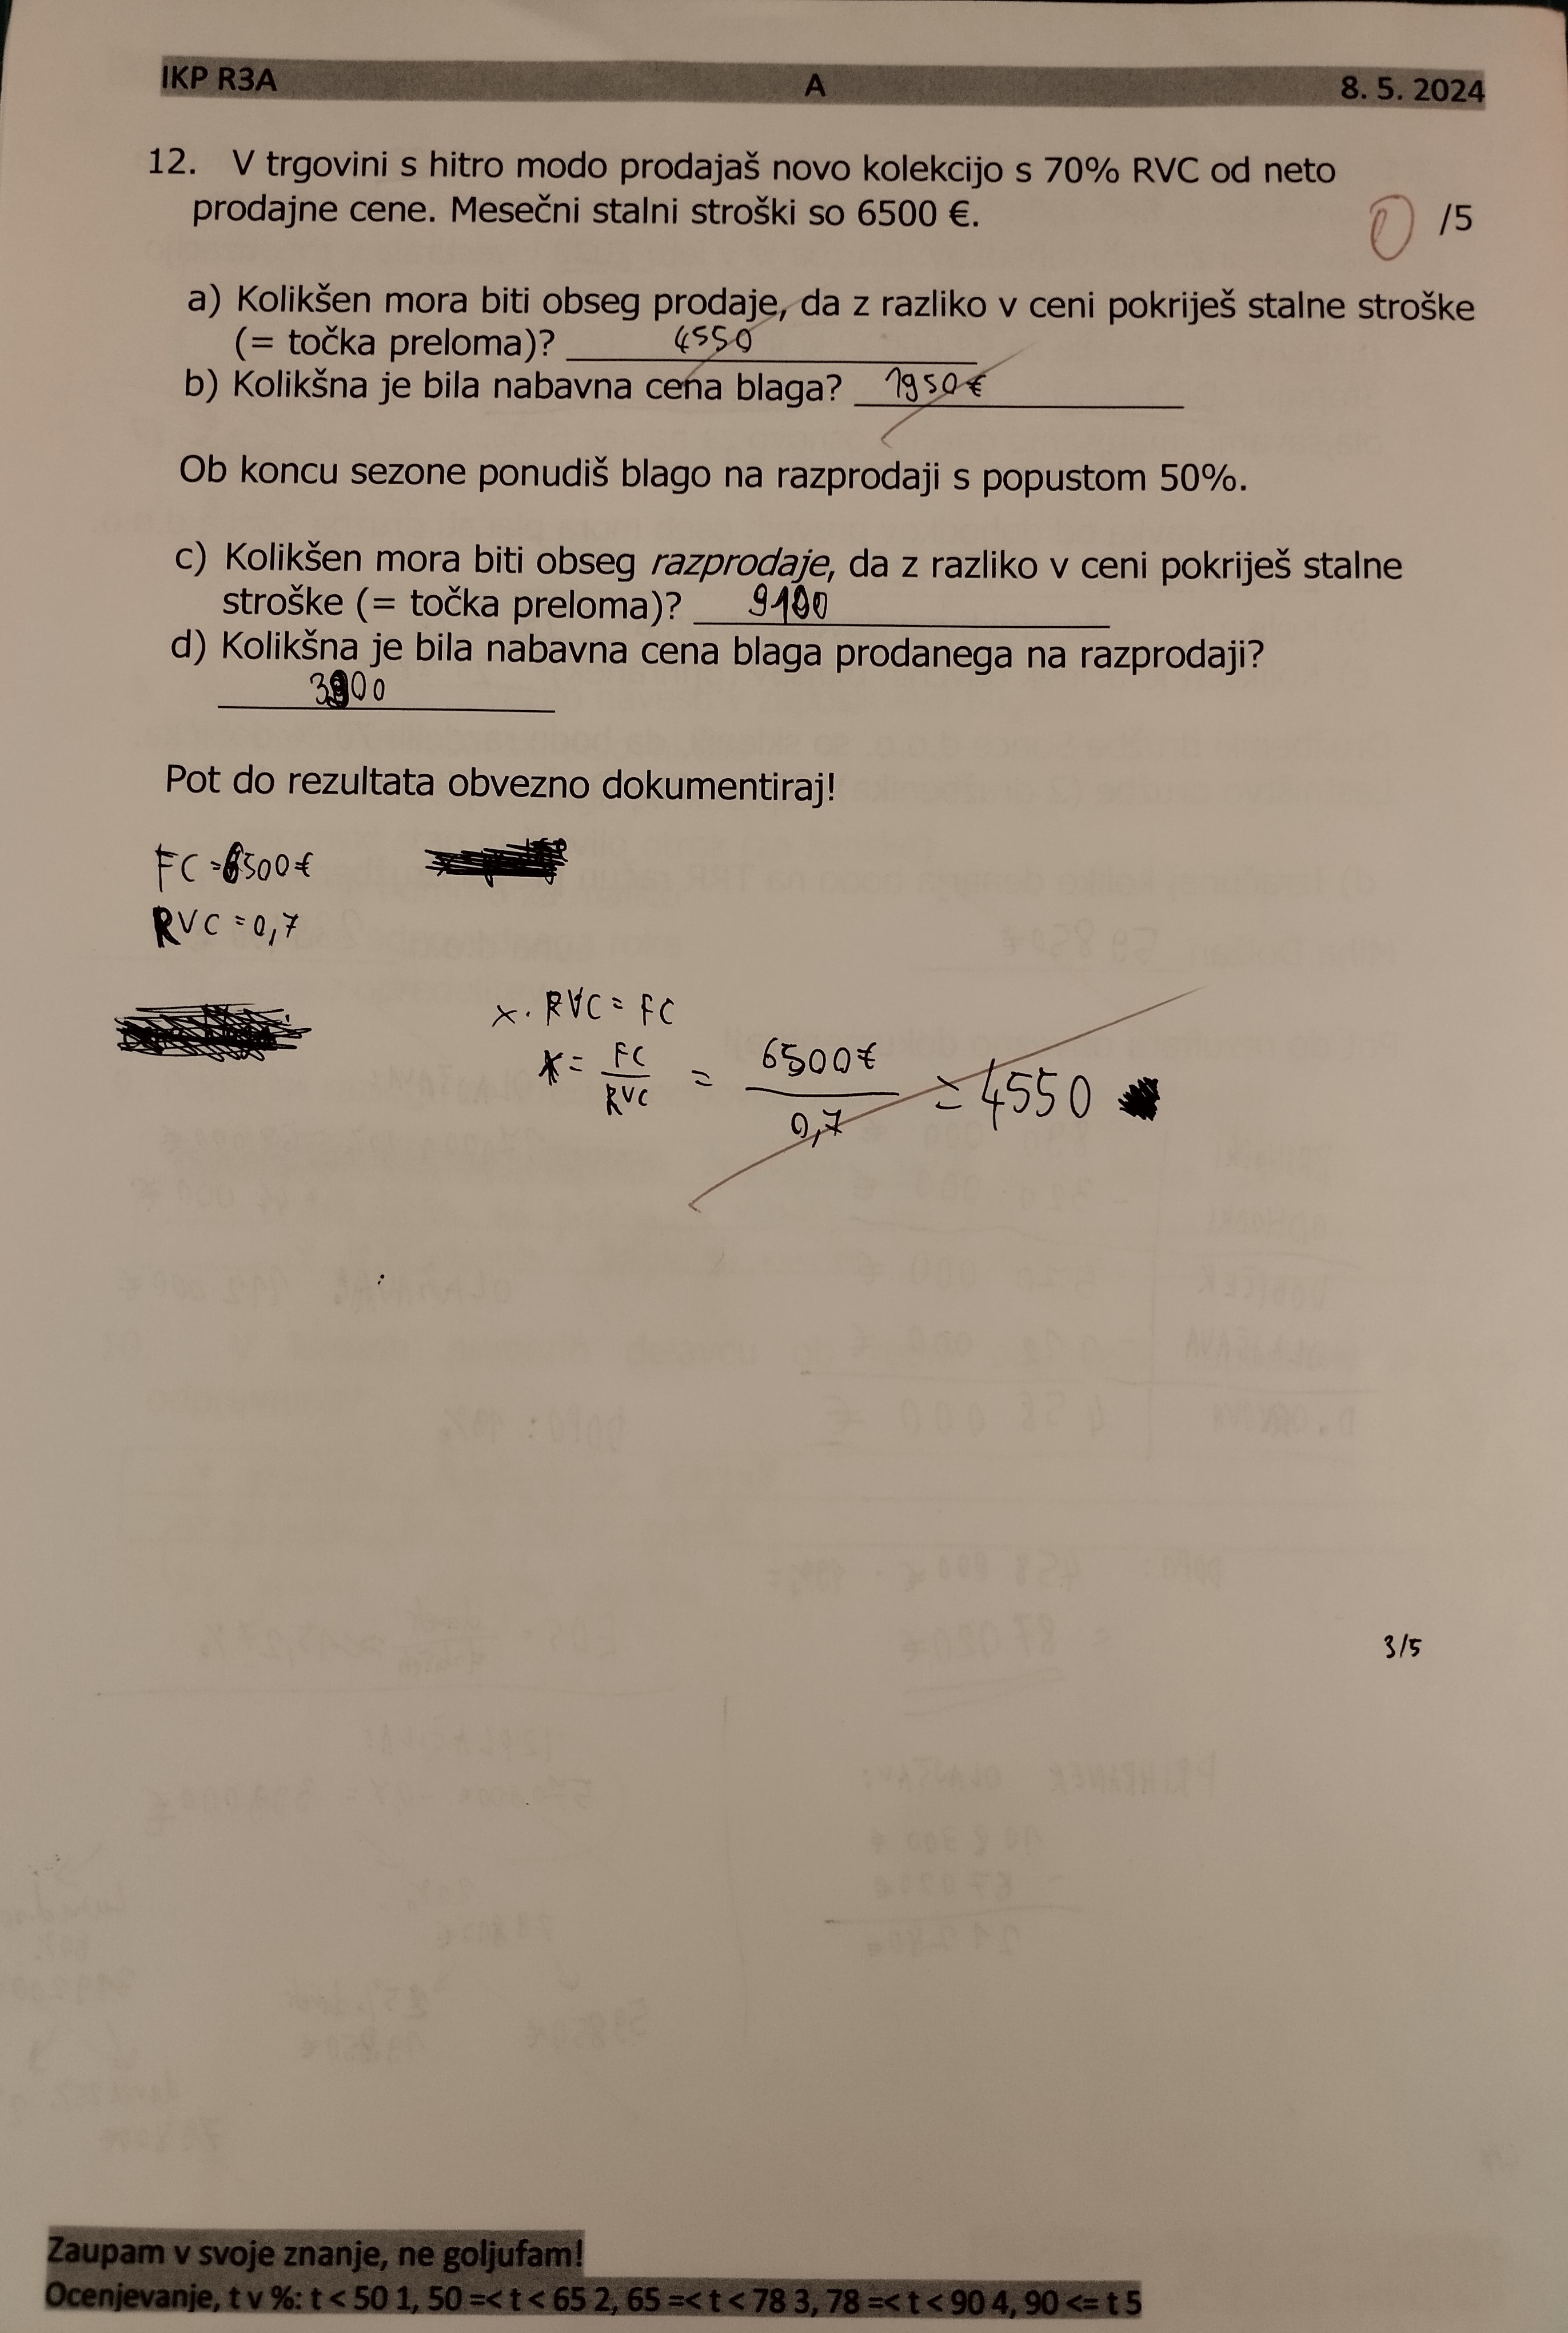 IKP R3A A 8. 5. 2024
12. V trgovini s hitro modo prodajaš novo kolekcijo s 70% RVC od neto
prodajne cene. Mesečni stalni stroški so 6500 €.
0 /5
a) Kolikšen mora biti obseg prodaje, da z razliko v ceni pokriješ stalne stroške
(= točka preloma)? 4550
b) Kolikšna je bila nabavna cena blaga? 1950€
Ob koncu sezone ponudiš blago na razprodaji s popustom 50%.
c) Kolikšen mora biti obseg razprodaje, da z razliko v ceni pokriješ stalne
stroške (= točka preloma)? 9100
d) Kolikšna je bila nabavna cena blaga prodanega na razprodaji?
3900
Pot do rezultata obvezno dokumentiraj!
FC = 6500€
RVC = 0,7
x · RVC = FC
x = FC / RVC = 6500€ / 0,7 = 4550
3/5
Zaupam v svoje znanje, ne goljufam!
Ocenjevanje, t v %: t < 50 1, 50 =< t < 65 2, 65 =< t < 78 3, 78 =< t < 90 4, 90 <= t 5